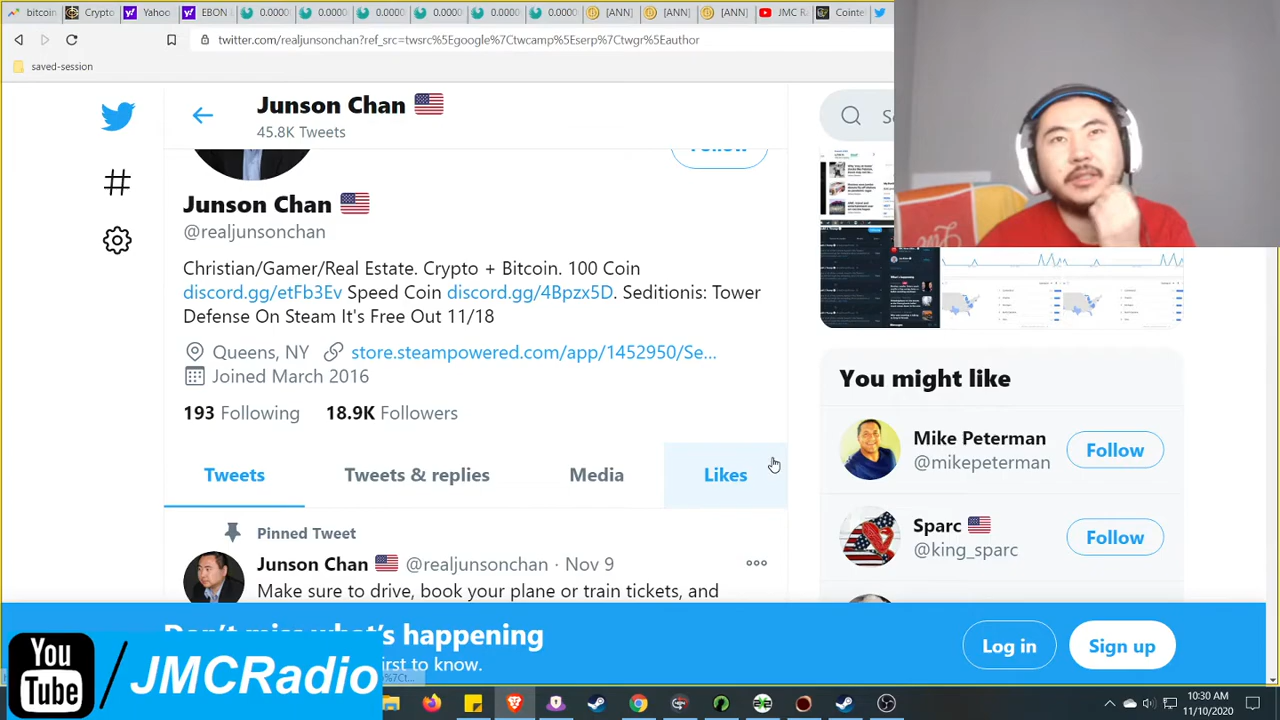 bitcoin
Crypto
Yahoo
EBON
0.0000
0.0000
0.0000
0.0000
0.0000
0.0000
[ANN]
[ANN]
[ANN]
JMC R
Cointe
twitter.com/realjunsonchan?ref_src=twsrc%5Egoogle%7Ctwcamp%5Eserp%7Ctwgr%5Eauthor
saved-session
Junson Chan
45.8K Tweets
Follow
Junson Chan
@realjunsonchan
Christian/Gamer/Real Estate. Crypto + Bitcoin. 100 Coin
discord.gg/etFb3Ev Speed Coin discord.gg/4Bpzx5D. Seditionis: Tower
Defense On Steam It's Free Out 11/18
Queens, NY
store.steampowered.com/app/1452950/Se...
Joined March 2016
193 Following
18.9K Followers
Tweets
Tweets & replies
Media
Likes
Pinned Tweet
Junson Chan @realjunsonchan · Nov 9
Make sure to drive, book your plane or train tickets, and
You might like
Mike Peterman
@mikepeterman
Follow
Sparc
@king_sparc
Follow
Don't miss what's happening
first to know.
Log in
Sign up
You
Tube
/ JMCRadio
10:30 AM
11/10/2020